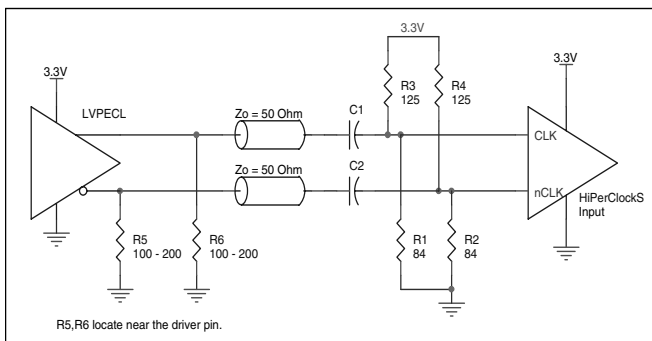 3.3V
3.3V
3.3V
LVPECL
R3
125
R4
125
Zo = 50 Ohm
C1
CLK
Zo = 50 Ohm
C2
nCLK
HiPerClockS
Input
R5
100 - 200
R6
100 - 200
R1
84
R2
84
R5,R6 locate near the driver pin.